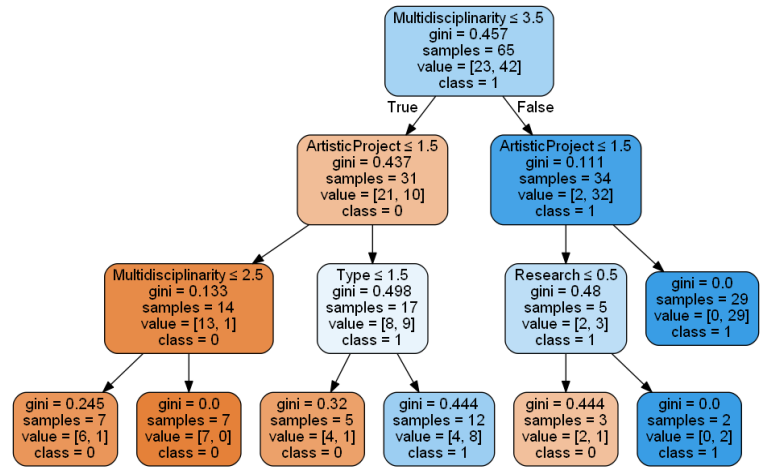 Multidisciplinarity ≤ 3.5
gini = 0.457
samples = 65
value = [23, 42]
class = 1
True
False
ArtisticProject ≤ 1.5
gini = 0.437
samples = 31
value = [21, 10]
class = 0
ArtisticProject ≤ 1.5
gini = 0.111
samples = 34
value = [2, 32]
class = 1
Multidisciplinarity ≤ 2.5
gini = 0.133
samples = 14
value = [13, 1]
class = 0
Type ≤ 1.5
gini = 0.498
samples = 17
value = [8, 9]
class = 1
Research ≤ 0.5
gini = 0.48
samples = 5
value = [2, 3]
class = 1
gini = 0.0
samples = 29
value = [0, 29]
class = 1
gini = 0.245
samples = 7
value = [6, 1]
class = 0
gini = 0.0
samples = 7
value = [7, 0]
class = 0
gini = 0.32
samples = 5
value = [4, 1]
class = 0
gini = 0.444
samples = 12
value = [4, 8]
class = 1
gini = 0.444
samples = 3
value = [2, 1]
class = 0
gini = 0.0
samples = 2
value = [0, 2]
class = 1